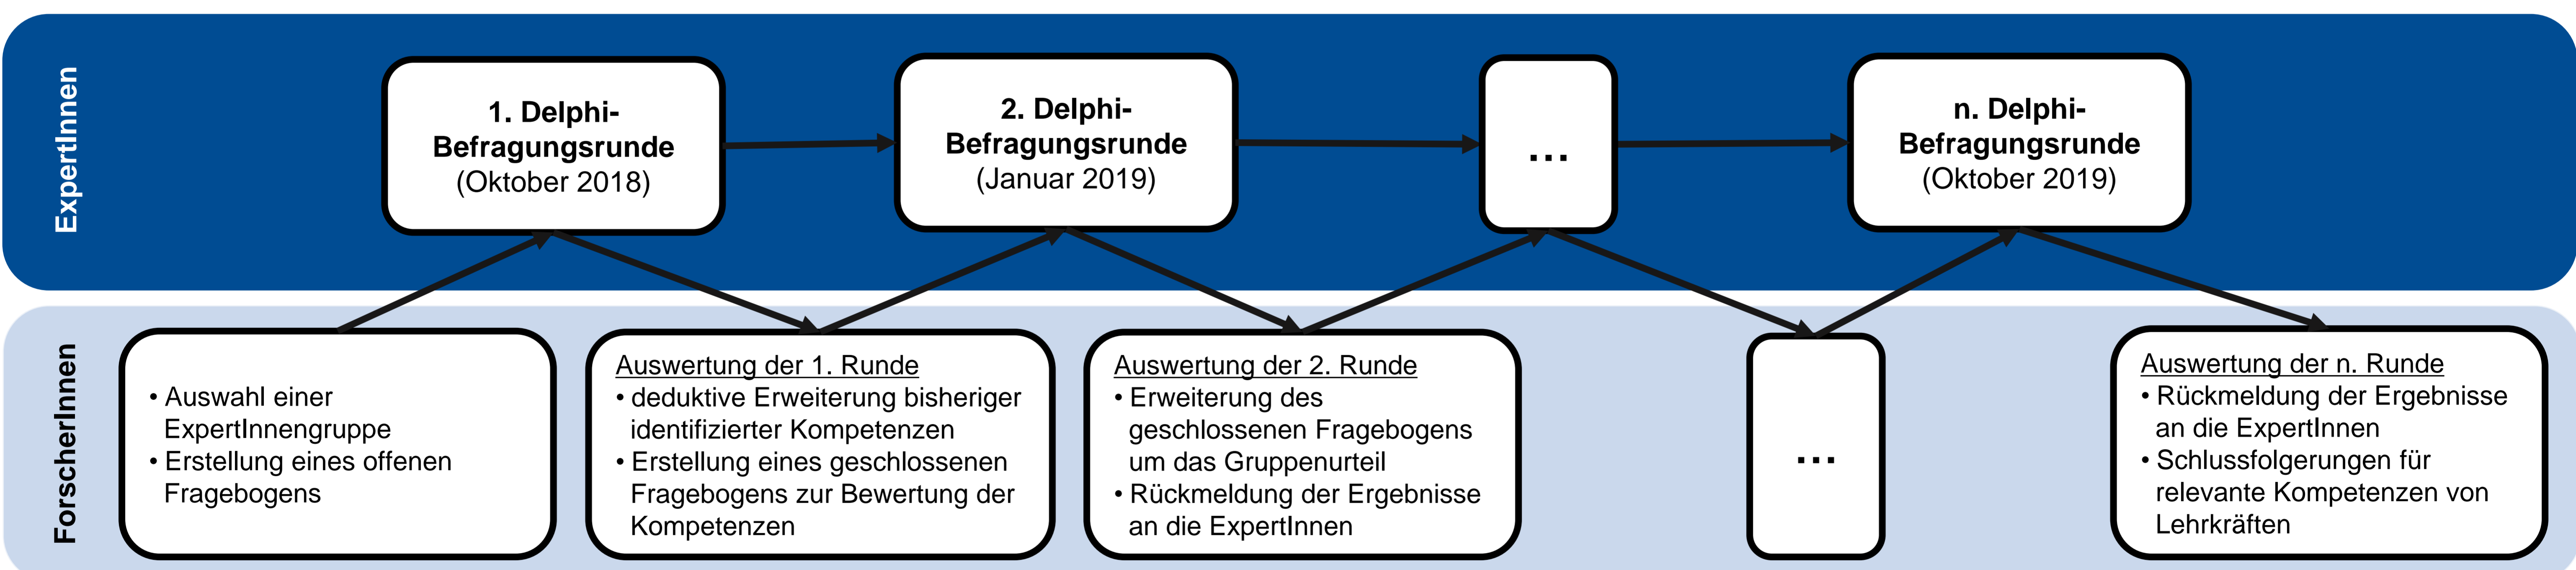 ExpertInnen
1. Delphi-
Befragungsrunde
(Oktober 2018)
2. Delphi-
Befragungsrunde
(Januar 2019)
...
n. Delphi-
Befragungsrunde
(Oktober 2019)
ForscherInnen
• Auswahl einer
ExpertInnengruppe
• Erstellung eines offenen
Fragebogens
Auswertung der 1. Runde
• deduktive Erweiterung bisheriger
identifizierter Kompetenzen
• Erstellung eines geschlossenen
Fragebogens zur Bewertung der
Kompetenzen
Auswertung der 2. Runde
• Erweiterung des
geschlossenen Fragebogens
um das Gruppenurteil
• Rückmeldung der Ergebnisse
an die ExpertInnen
...
Auswertung der n. Runde
• Rückmeldung der Ergebnisse
an die ExpertInnen
• Schlussfolgerungen für
relevante Kompetenzen von
Lehrkräften